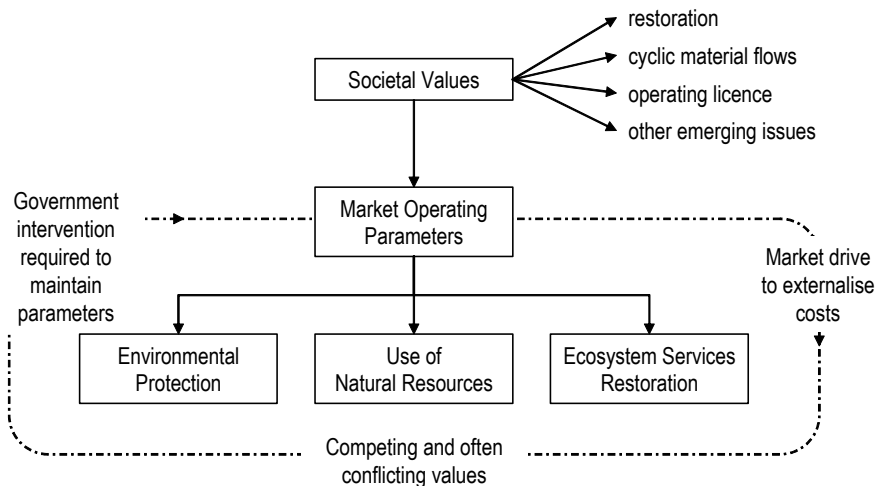 restoration
cyclic material flows
operating licence
other emerging issues
Societal Values
Government
intervention
required to
maintain
parameters
Market Operating
Parameters
Market drive
to externalise
costs
Environmental
Protection
Use of
Natural Resources
Ecosystem Services
Restoration
Competing and often
conflicting values